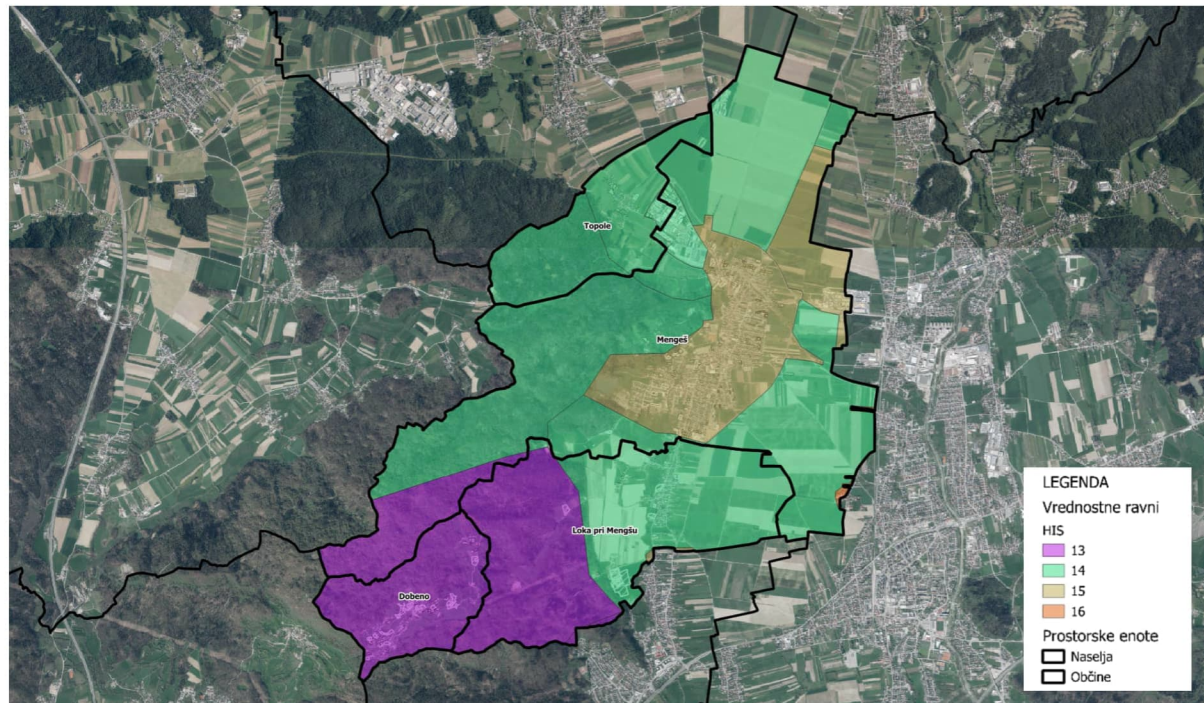 Topole
Mengeš
Loka pri Mengšu
Dobeno
LEGENDA
Vrednostne ravni
HIS
13
14
15
16
Prostorske enote
Naselja
Občine